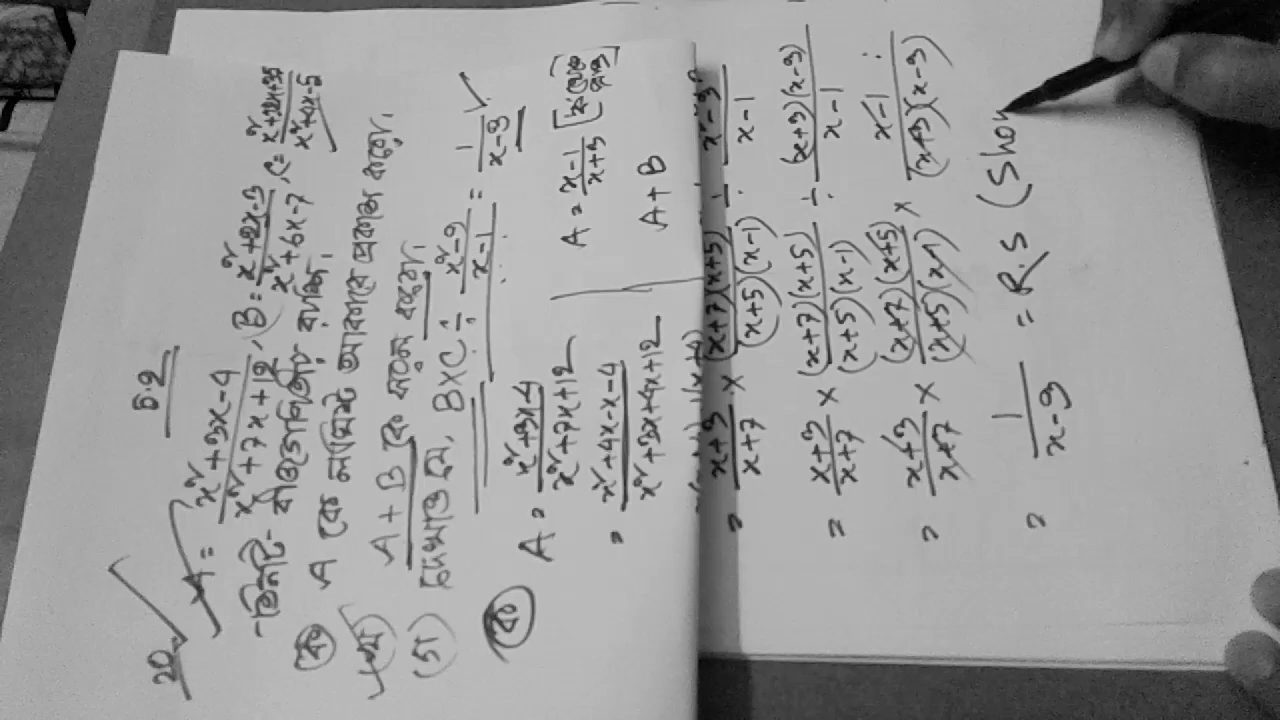 5.2
20. A = x²+3x-4 / x²+7x+12, B = x²+2x-3 / x²+6x-7, C = x²+12x+35 / x²+4x-5
তিনটি বীজগাণিতিক রাশি।
(ক) A কে লঘিষ্ঠ আকারে প্রকাশ কর।
(খ) A+B কে সরল কর।
(গ) দেখাও যে, B×C ÷ x²-9 / x-1 = 1 / x-3
(ক) A = x²+3x-4 / x²+7x+12
= x²+4x-x-4 / x²+3x+4x+12
A = x-1 / x+3
A+B
= x+3 / x+7 × (x+7)(x+5) / (x+5)(x-1) ÷ x²-3² / x-1
= x+3 / x+7 × (x+7)(x+5) / (x+5)(x-1) ÷ (x+3)(x-3) / x-1
= x+3 / x+7 × (x+7)(x+5) / (x+5)(x-1) × x-1 / (x+3)(x-3)
= 1 / x-3 = R.S (Show